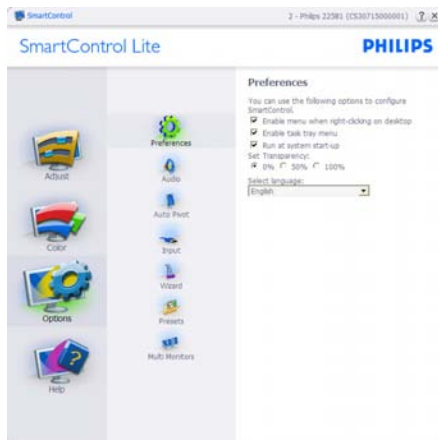 SmartControl
2 - Philips 225B1 (CS30715000001)
SmartControl Lite
PHILIPS
Adjust
Color
Options
Help
Preferences
Audio
Auto Pivot
Input
Wizard
Presets
Multi Monitors
Preferences
You can use the following options to configure
SmartControl.
Enable menu when right-clicking on desktop
Enable task tray menu
Run at system start-up
Set Transparency:
0% 50% 100%
Select language:
English